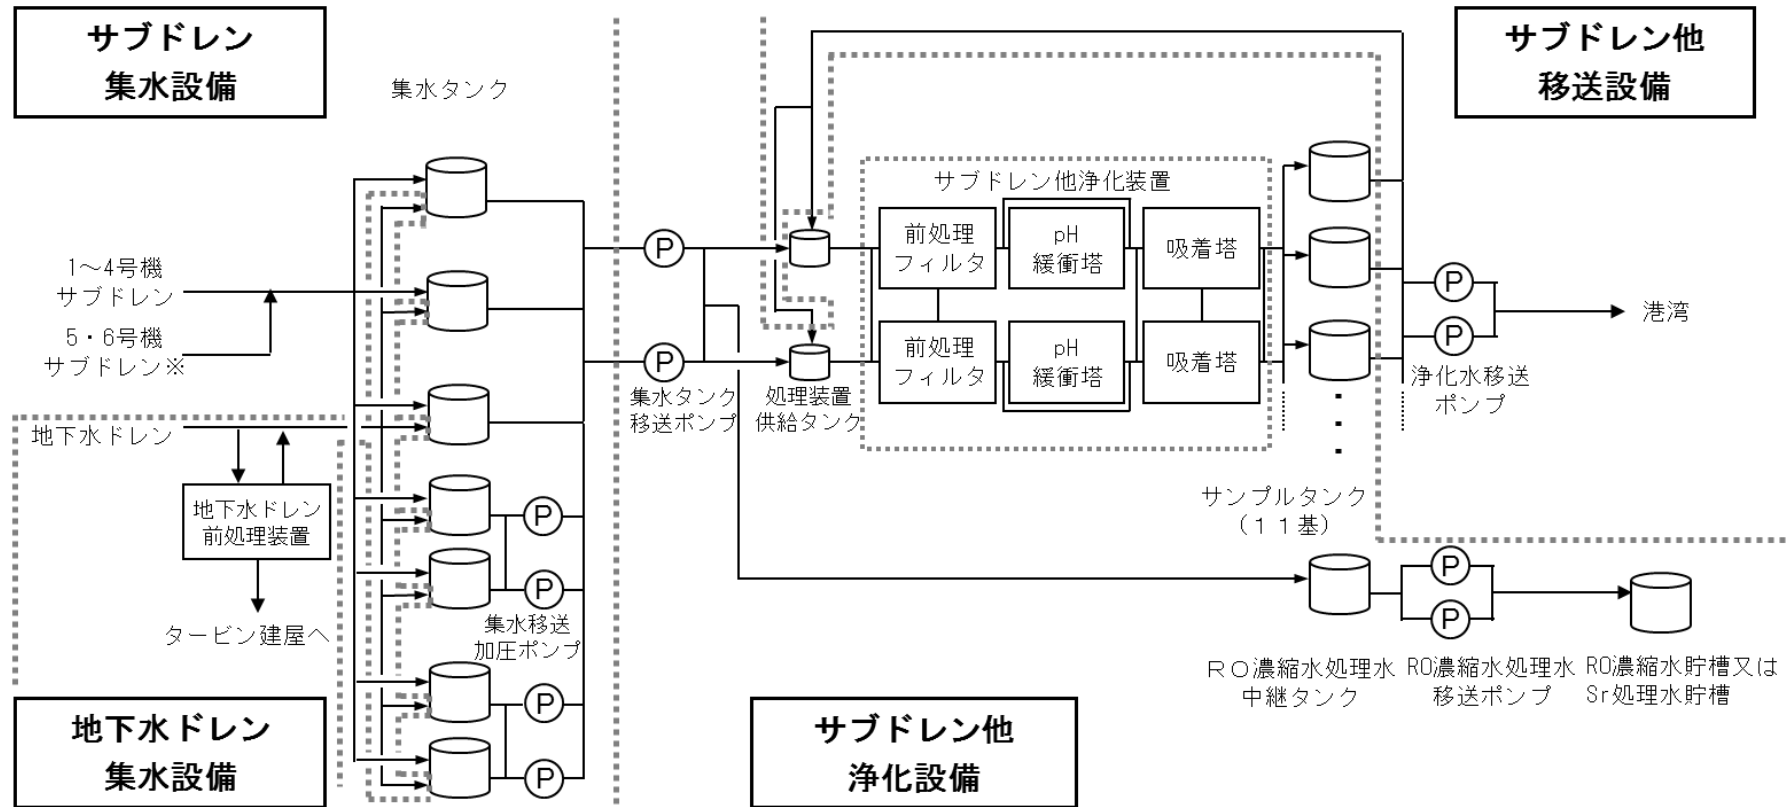 サブドレン
集水設備
集水タンク
サブドレン他
移送設備
サブドレン他浄化装置
前処理
フィルタ
pH
緩衝塔
吸着塔
P
1～4号機
サブドレン
5・6号機
サブドレン※
P
P
港湾
前処理
フィルタ
pH
緩衝塔
吸着塔
P
集水タンク
移送ポンプ
処理装置
供給タンク
浄化水移送
ポンプ
地下水ドレン
地下水ドレン
前処理装置
P
P
サンプルタンク
（１１基）
タービン建屋へ
集水移送
加圧ポンプ
P
P
ＲＯ濃縮水処理水
中継タンク
RO濃縮水処理水
移送ポンプ
RO濃縮水貯槽又は
Sr処理水貯槽
P
P
地下水ドレン
集水設備
サブドレン他
浄化設備